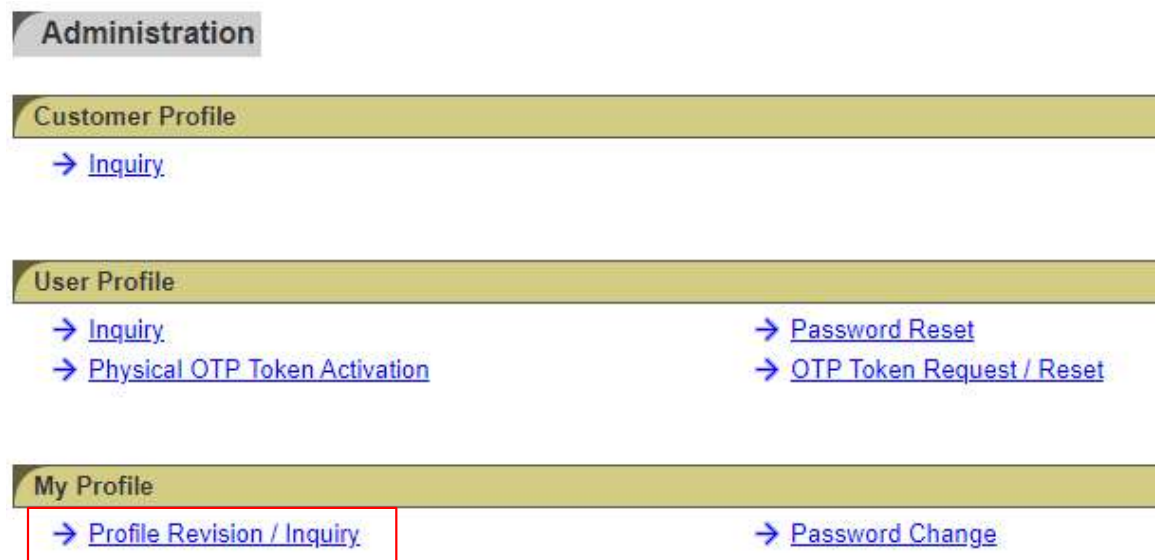 Administration
Customer Profile
→ Inquiry
User Profile
→ Inquiry → Password Reset
→ Physical OTP Token Activation → OTP Token Request / Reset
My Profile
→ Profile Revision / Inquiry → Password Change